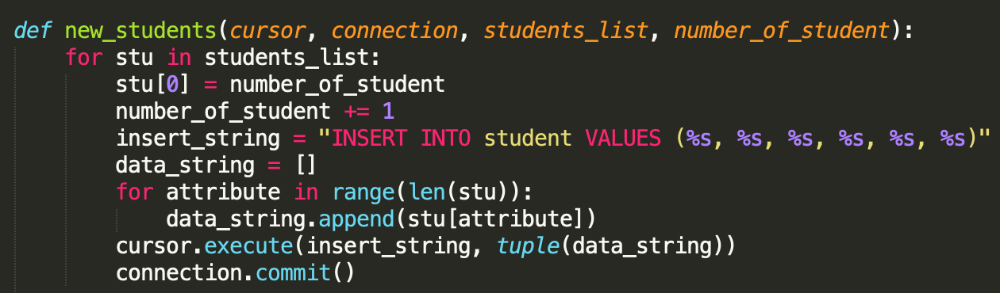 def new_students(cursor, connection, students_list, number_of_student):
    for stu in students_list:
        stu[0] = number_of_student
        number_of_student += 1
        insert_string = "INSERT INTO student VALUES (%s, %s, %s, %s, %s, %s)"
        data_string = []
        for attribute in range(len(stu)):
            data_string.append(stu[attribute])
        cursor.execute(insert_string, tuple(data_string))
        connection.commit()